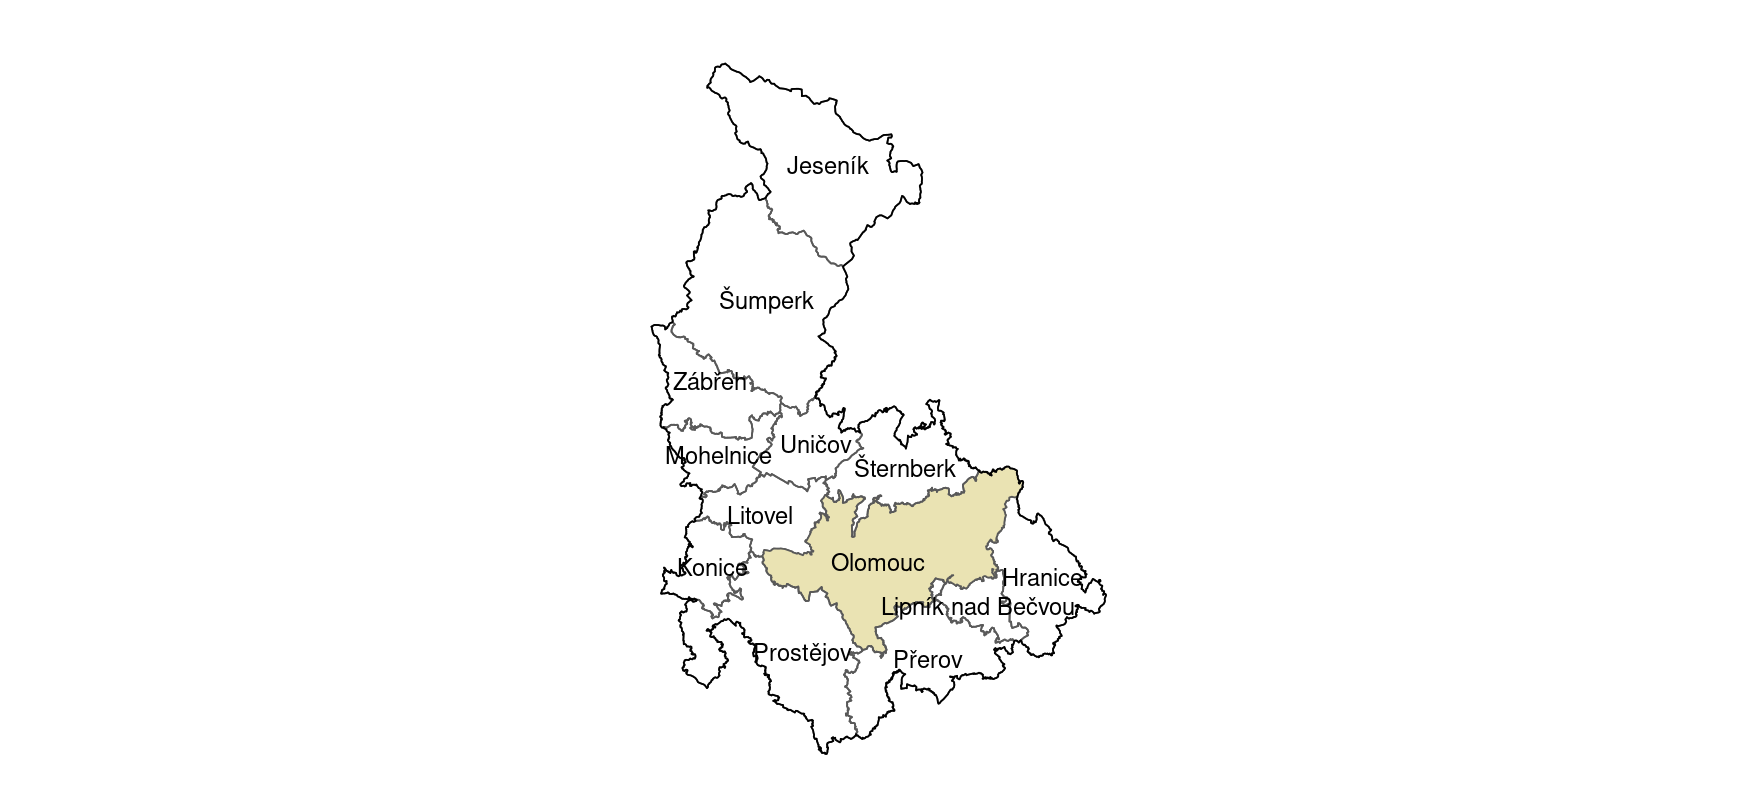 Jeseník
Šumperk
Zábřeh
Uničov
Mohelnice
Šternberk
Litovel
Olomouc
Konice
Hranice
Lipník nad Bečvou
Prostějov
Přerov